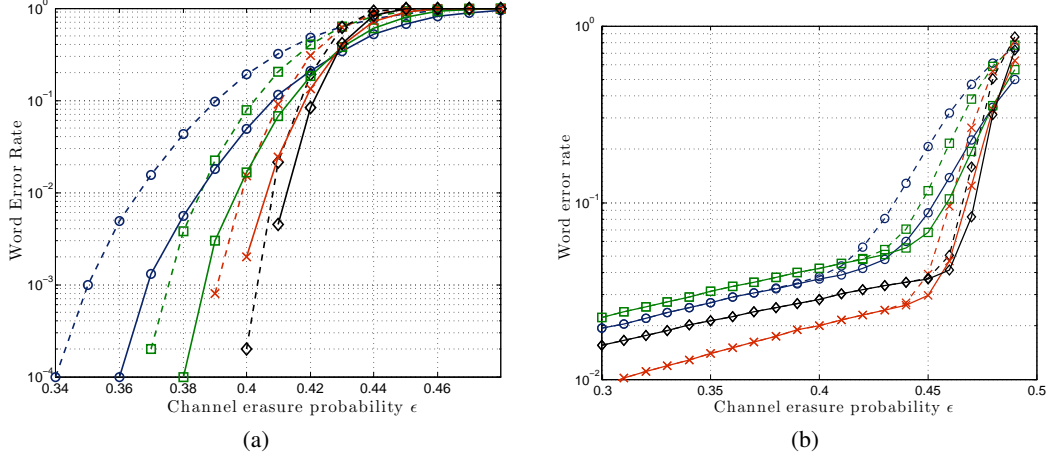 10^0
10^-1
10^-2
10^-3
10^-4
Word Error Rate
0.34 0.36 0.38 0.4 0.42 0.44 0.46
Channel erasure probability ϵ
(a)
10^0
10^-1
10^-2
Word error rate
0.3 0.35 0.4 0.45 0.5
Channel erasure probability ϵ
(b)